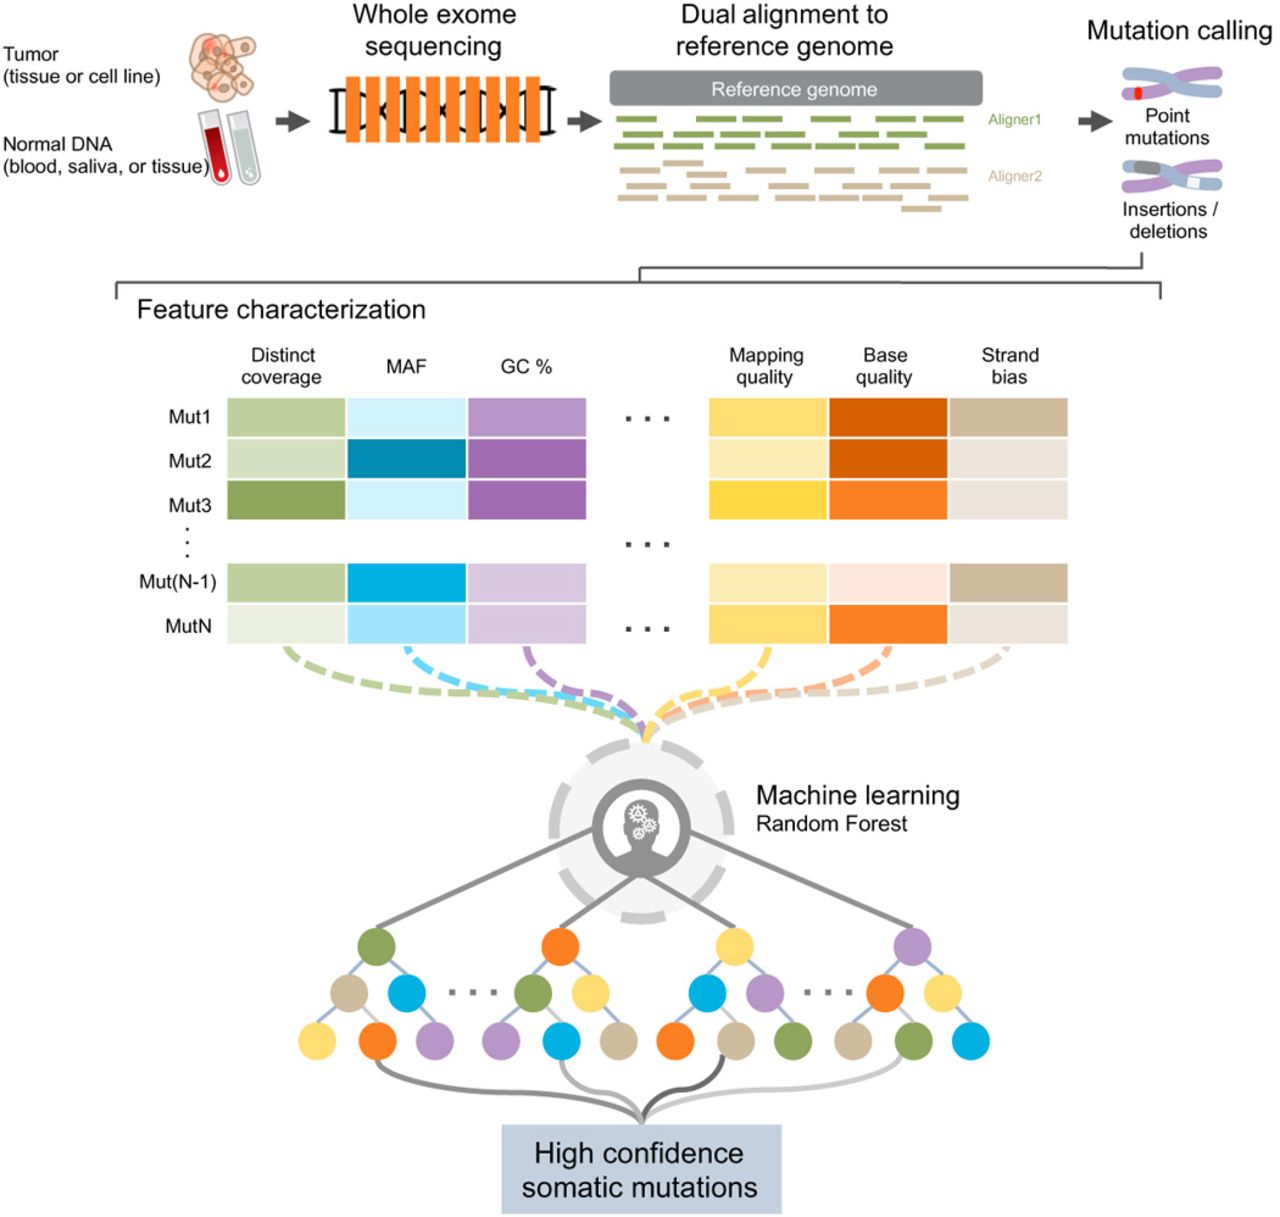 Tumor
(tissue or cell line)
Normal DNA
(blood, saliva, or tissue)
Whole exome
sequencing
Dual alignment to
reference genome
Reference genome
Aligner1
Aligner2
Mutation calling
Point
mutations
Insertions /
deletions
Feature characterization
Distinct
coverage
MAF
GC %
Mapping
quality
Base
quality
Strand
bias
Mut1
Mut2
Mut3
Mut(N-1)
MutN
Machine learning
Random Forest
High confidence
somatic mutations